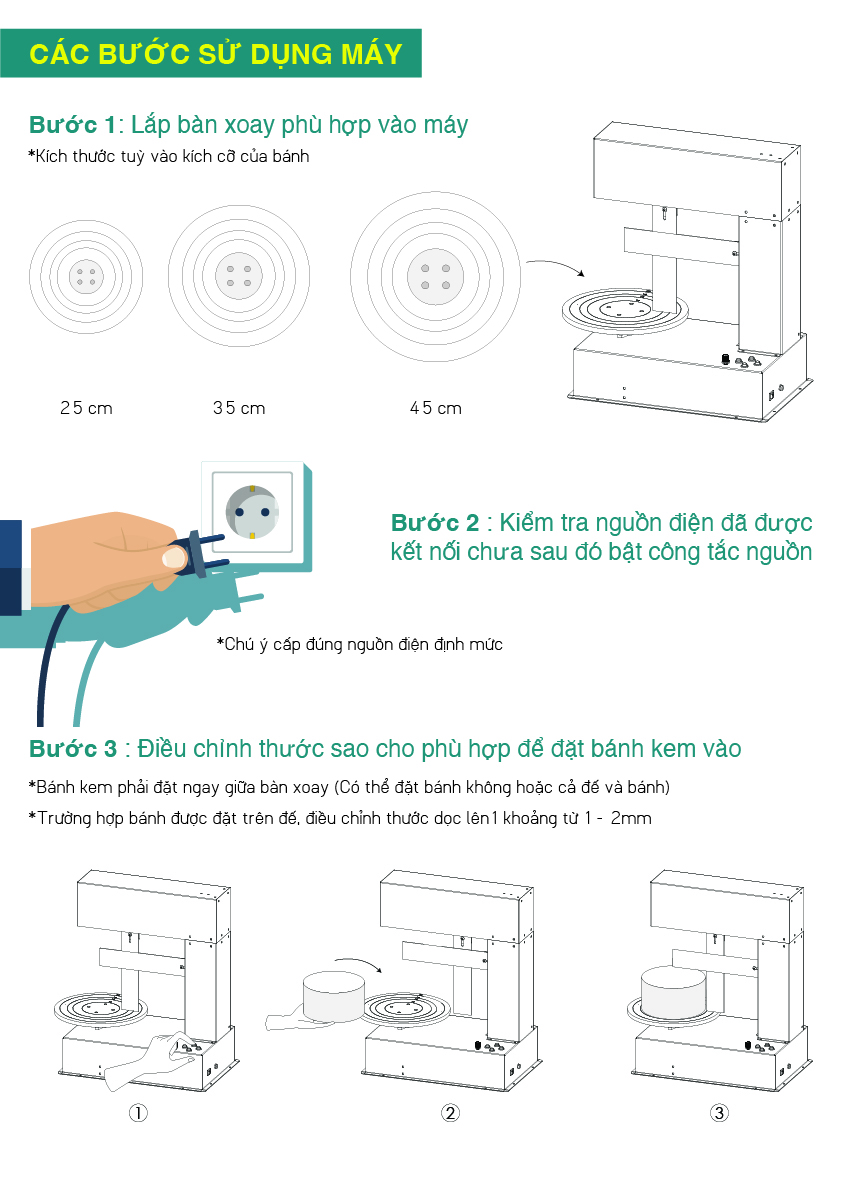 CÁC BƯỚC SỬ DỤNG MÁY
Bước 1: Lắp bàn xoay phù hợp vào máy
*Kích thước tuỳ vào kích cỡ của bánh
25 cm
35 cm
45 cm
Bước 2 : Kiểm tra nguồn điện đã được
kết nối chưa sau đó bật công tắc nguồn
*Chú ý cấp đúng nguồn điện định mức
Bước 3 : Điều chỉnh thước sao cho phù hợp để đặt bánh kem vào
*Bánh kem phải đặt ngay giữa bàn xoay (Có thể đặt bánh không hoặc cả đế và bánh)
*Trường hợp bánh được đặt trên đế, điều chỉnh thước dọc lên1 khoảng từ 1 - 2mm
①
②
③